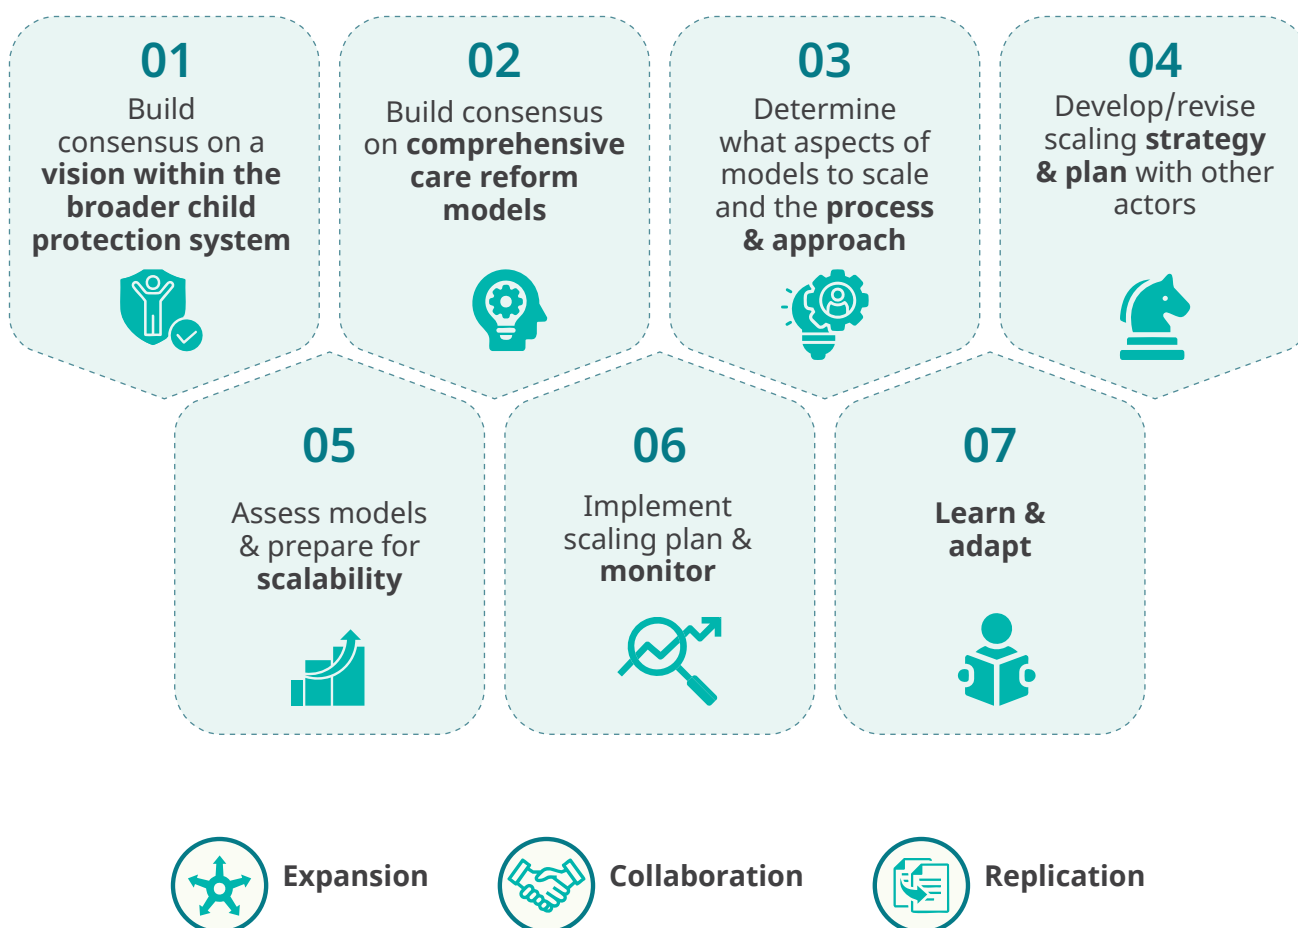 01
Build
consensus on a
vision within the
broader child
protection system
02
Build consensus
on comprehensive
care reform
models
03
Determine
what aspects of
models to scale
and the process
& approach
04
Develop/revise
scaling strategy
& plan with other
actors
05
Assess models
& prepare for
scalability
06
Implement
scaling plan &
monitor
07
Learn &
adapt
Expansion
Collaboration
Replication